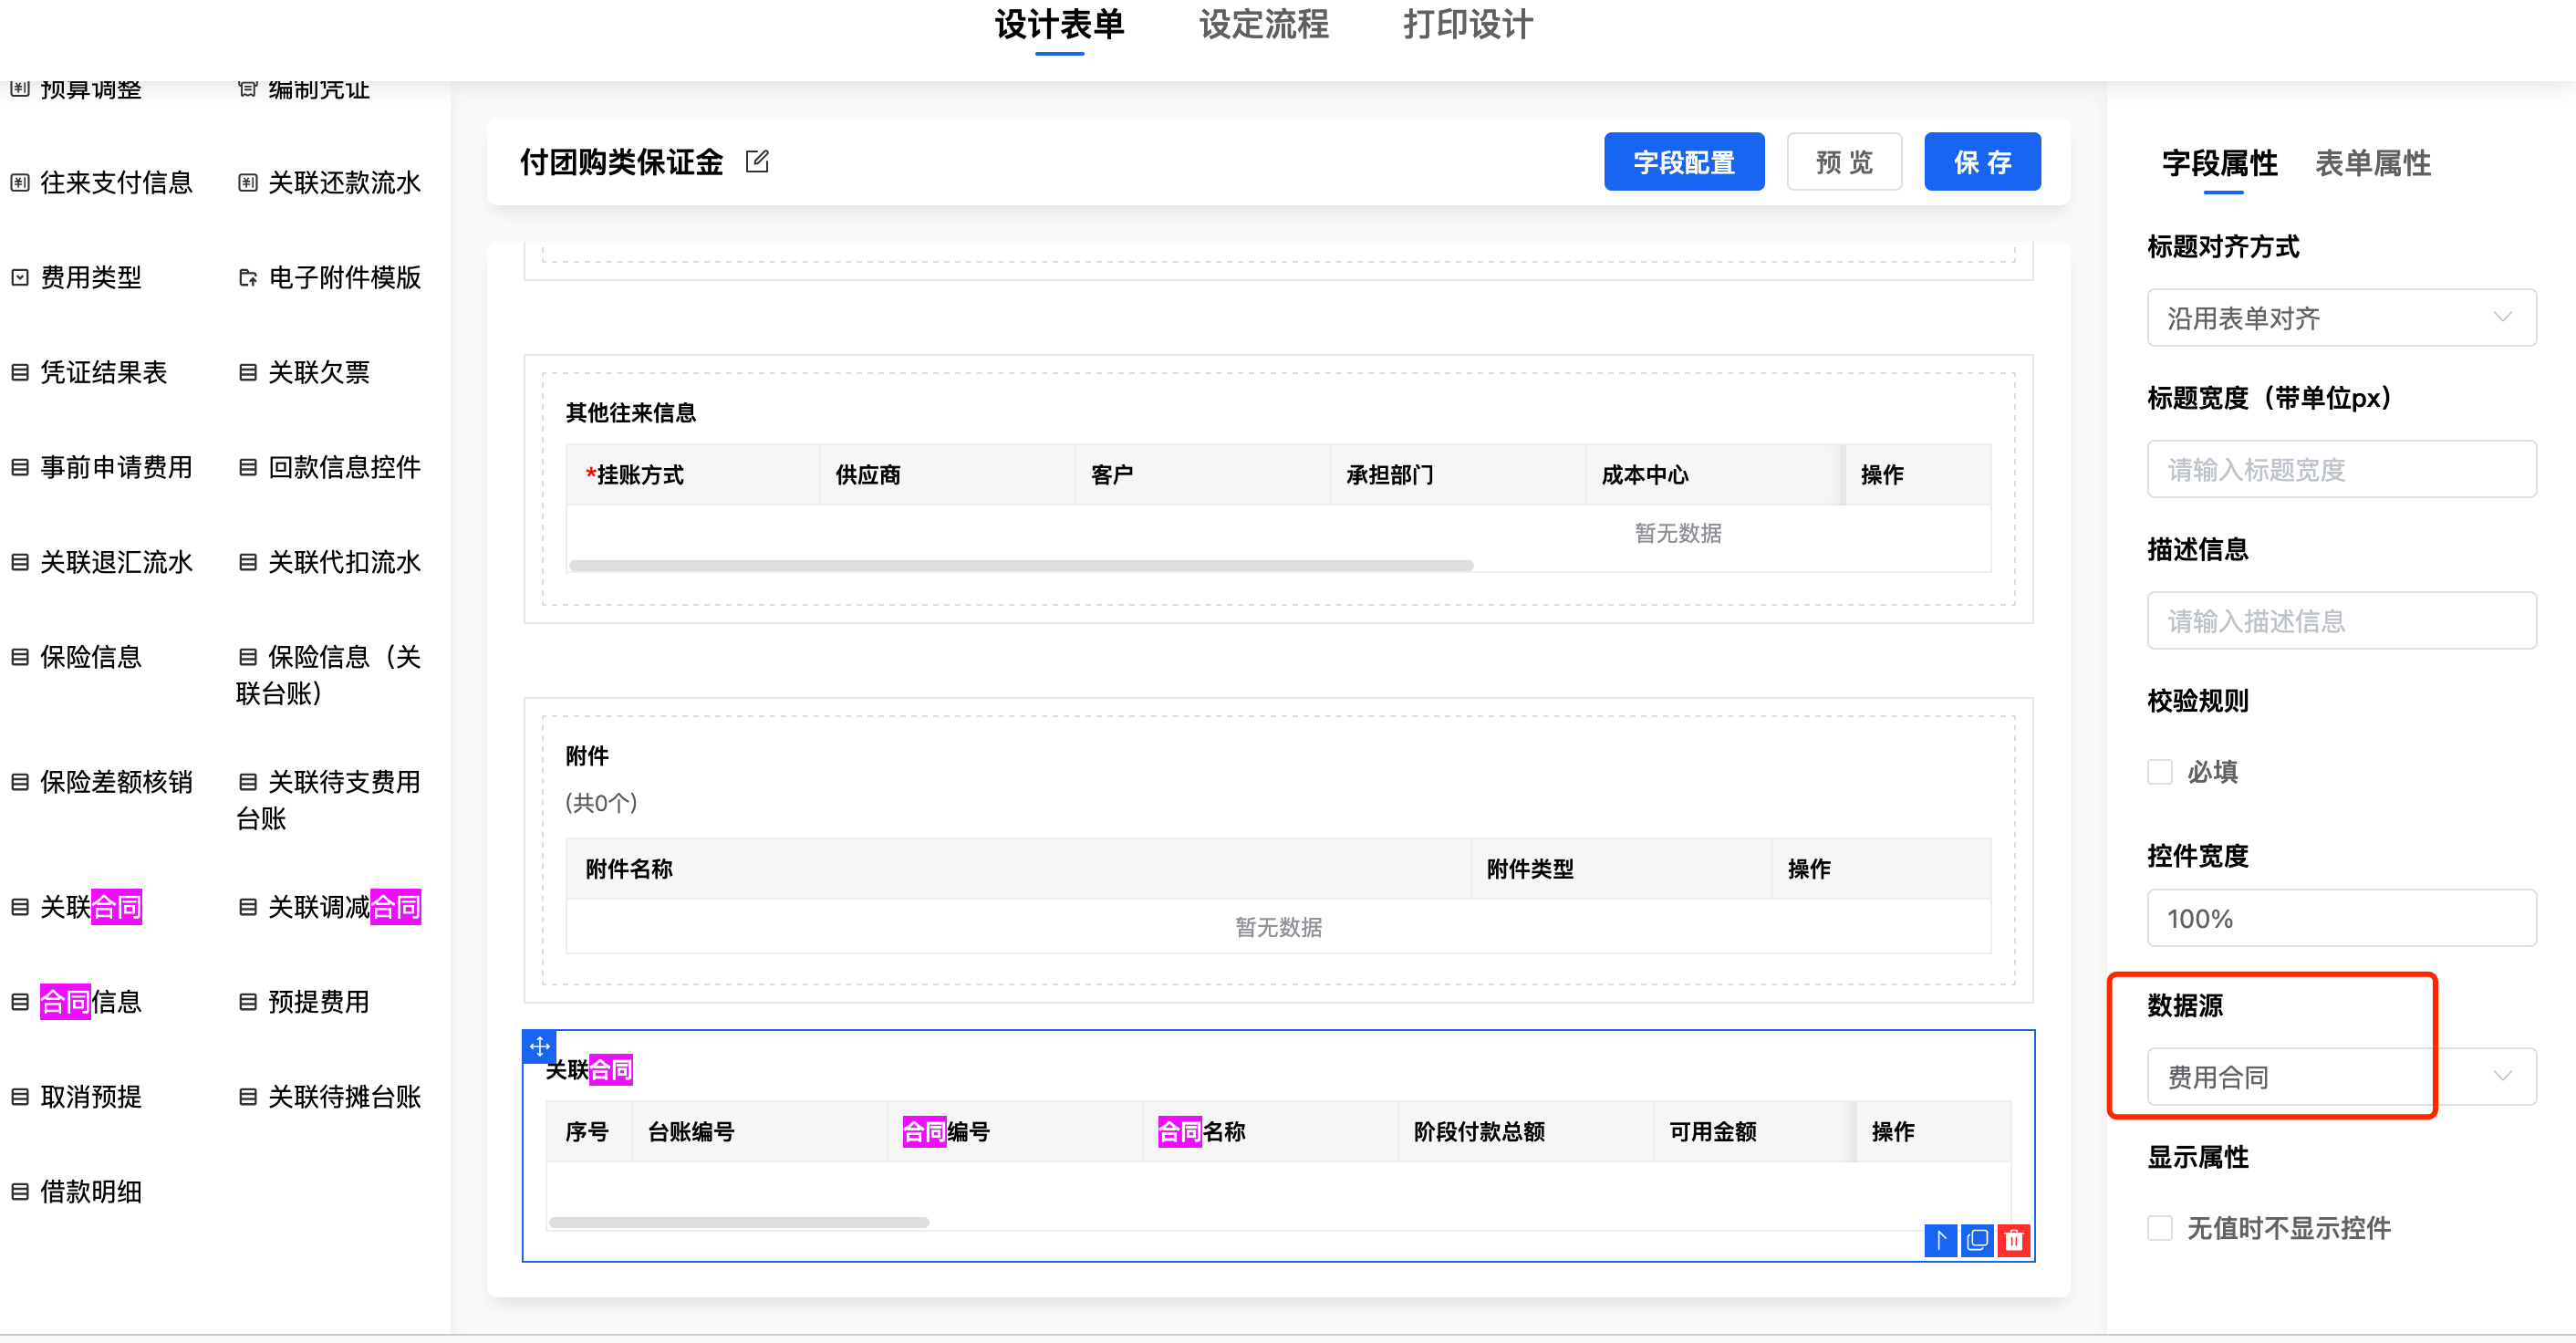 设计表单 设定流程 打印设计
预算调整 编制凭证
往来支付信息 关联还款流水
费用类型 电子附件模版
凭证结果表 关联欠票
事前申请费用 回款信息控件
关联退汇流水 关联代扣流水
保险信息 保险信息（关
联台账）
保险差额核销 关联待支费用
台账
关联合同 关联调减合同
合同信息 预提费用
取消预提 关联待摊台账
借款明细
付团购类保证金 字段配置 预览 保存
其他往来信息
*挂账方式 供应商 客户 承担部门 成本中心 操作
暂无数据
附件
(共0个)
附件名称 附件类型 操作
暂无数据
关联合同
序号 台账编号 合同编号 合同名称 阶段付款总额 可用金额 操作
字段属性 表单属性
标题对齐方式
沿用表单对齐
标题宽度（带单位px）
请输入标题宽度
描述信息
请输入描述信息
校验规则
必填
控件宽度
100%
数据源
费用合同
显示属性
无值时不显示控件